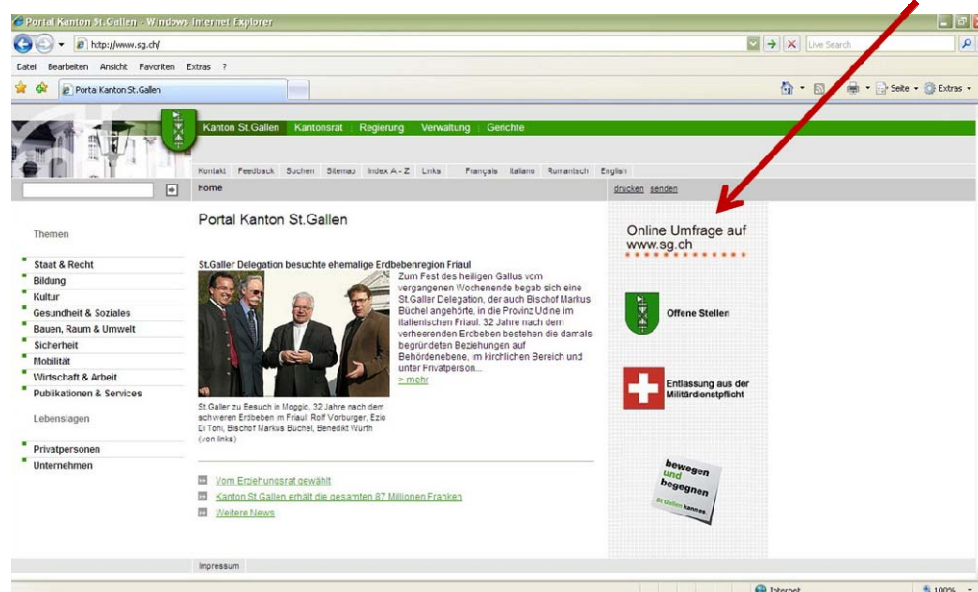 Portal Kanton St.Gallen - Windows Internet Explorer
http://www.sg.ch/
Live Search
Datei Bearbeiten Ansicht Favoriten Extras ?
Porta Kanton St.Gallen
Seite
Extras
Kanton St.Gallen Kantonsrat Regierung Verwaltung Gerichte
Kontakt Feedback Suchen Sitemap Index A - Z Links Français Italiano Rumantsch English
Home
drucken senden
Themen
Staat & Recht
Bildung
Kultur
Gesundheit & Soziales
Bauen, Raum & Umwelt
Sicherheit
Mobilität
Wirtschaft & Arbeit
Publikationen & Services
Lebenslagen
Privatpersonen
Unternehmen
Portal Kanton St.Gallen
St.Galler Delegation besuchte ehemalige Erdbebenregion Friaul
Zum Fest des heiligen Gallus vom
vergangenen Wochenende begab sich eine
St.Galler Delegation, der auch Bischof Markus
Büchel angehörte, in die Provinz Udine im
italienischen Friaul. 32 Jahre nach dem
verheerenden Erdbeben bestehen die damals
begründeten Beziehungen auf
Behördenebene, im kirchlichen Bereich und
unter Privatperson...
> mehr
St.Galler zu Besuch in Moggio, 32 Jahre nach dem
schweren Erdbeben im Friaul: Rolf Vorburger, Ezio
Di Toni, Bischof Markus Büchel, Benedikt Würth
(von links)
Vom Erziehungsrat gewählt
Kanton St.Gallen erhält die gesamten 87 Millionen Franken
Weitere News
Online Umfrage auf
www.sg.ch
Offene Stellen
Entlassung aus der
Militärdienstpflicht
bewegen
und
begegnen
Impressum
Internet
100%